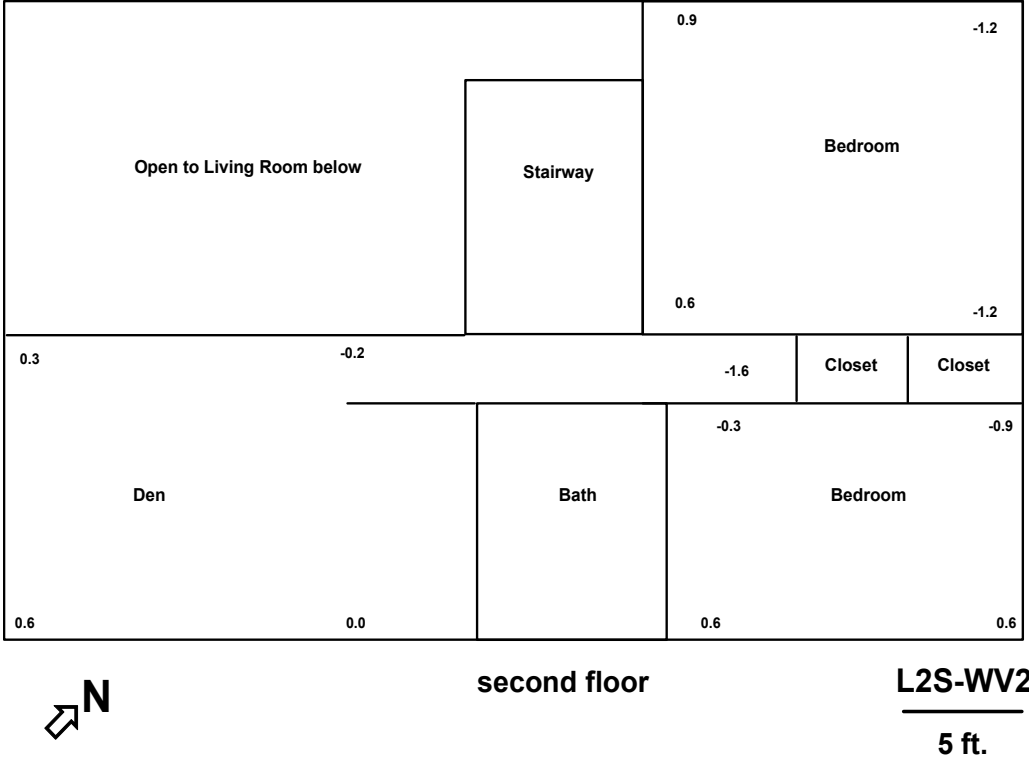 0.9
-1.2
Bedroom
Open to Living Room below
Stairway
0.6
-1.2
0.3
-0.2
-1.6
Closet
Closet
-0.3
-0.9
Den
Bath
Bedroom
0.6
0.0
0.6
0.6
N
second floor
L2S-WV2
5 ft.